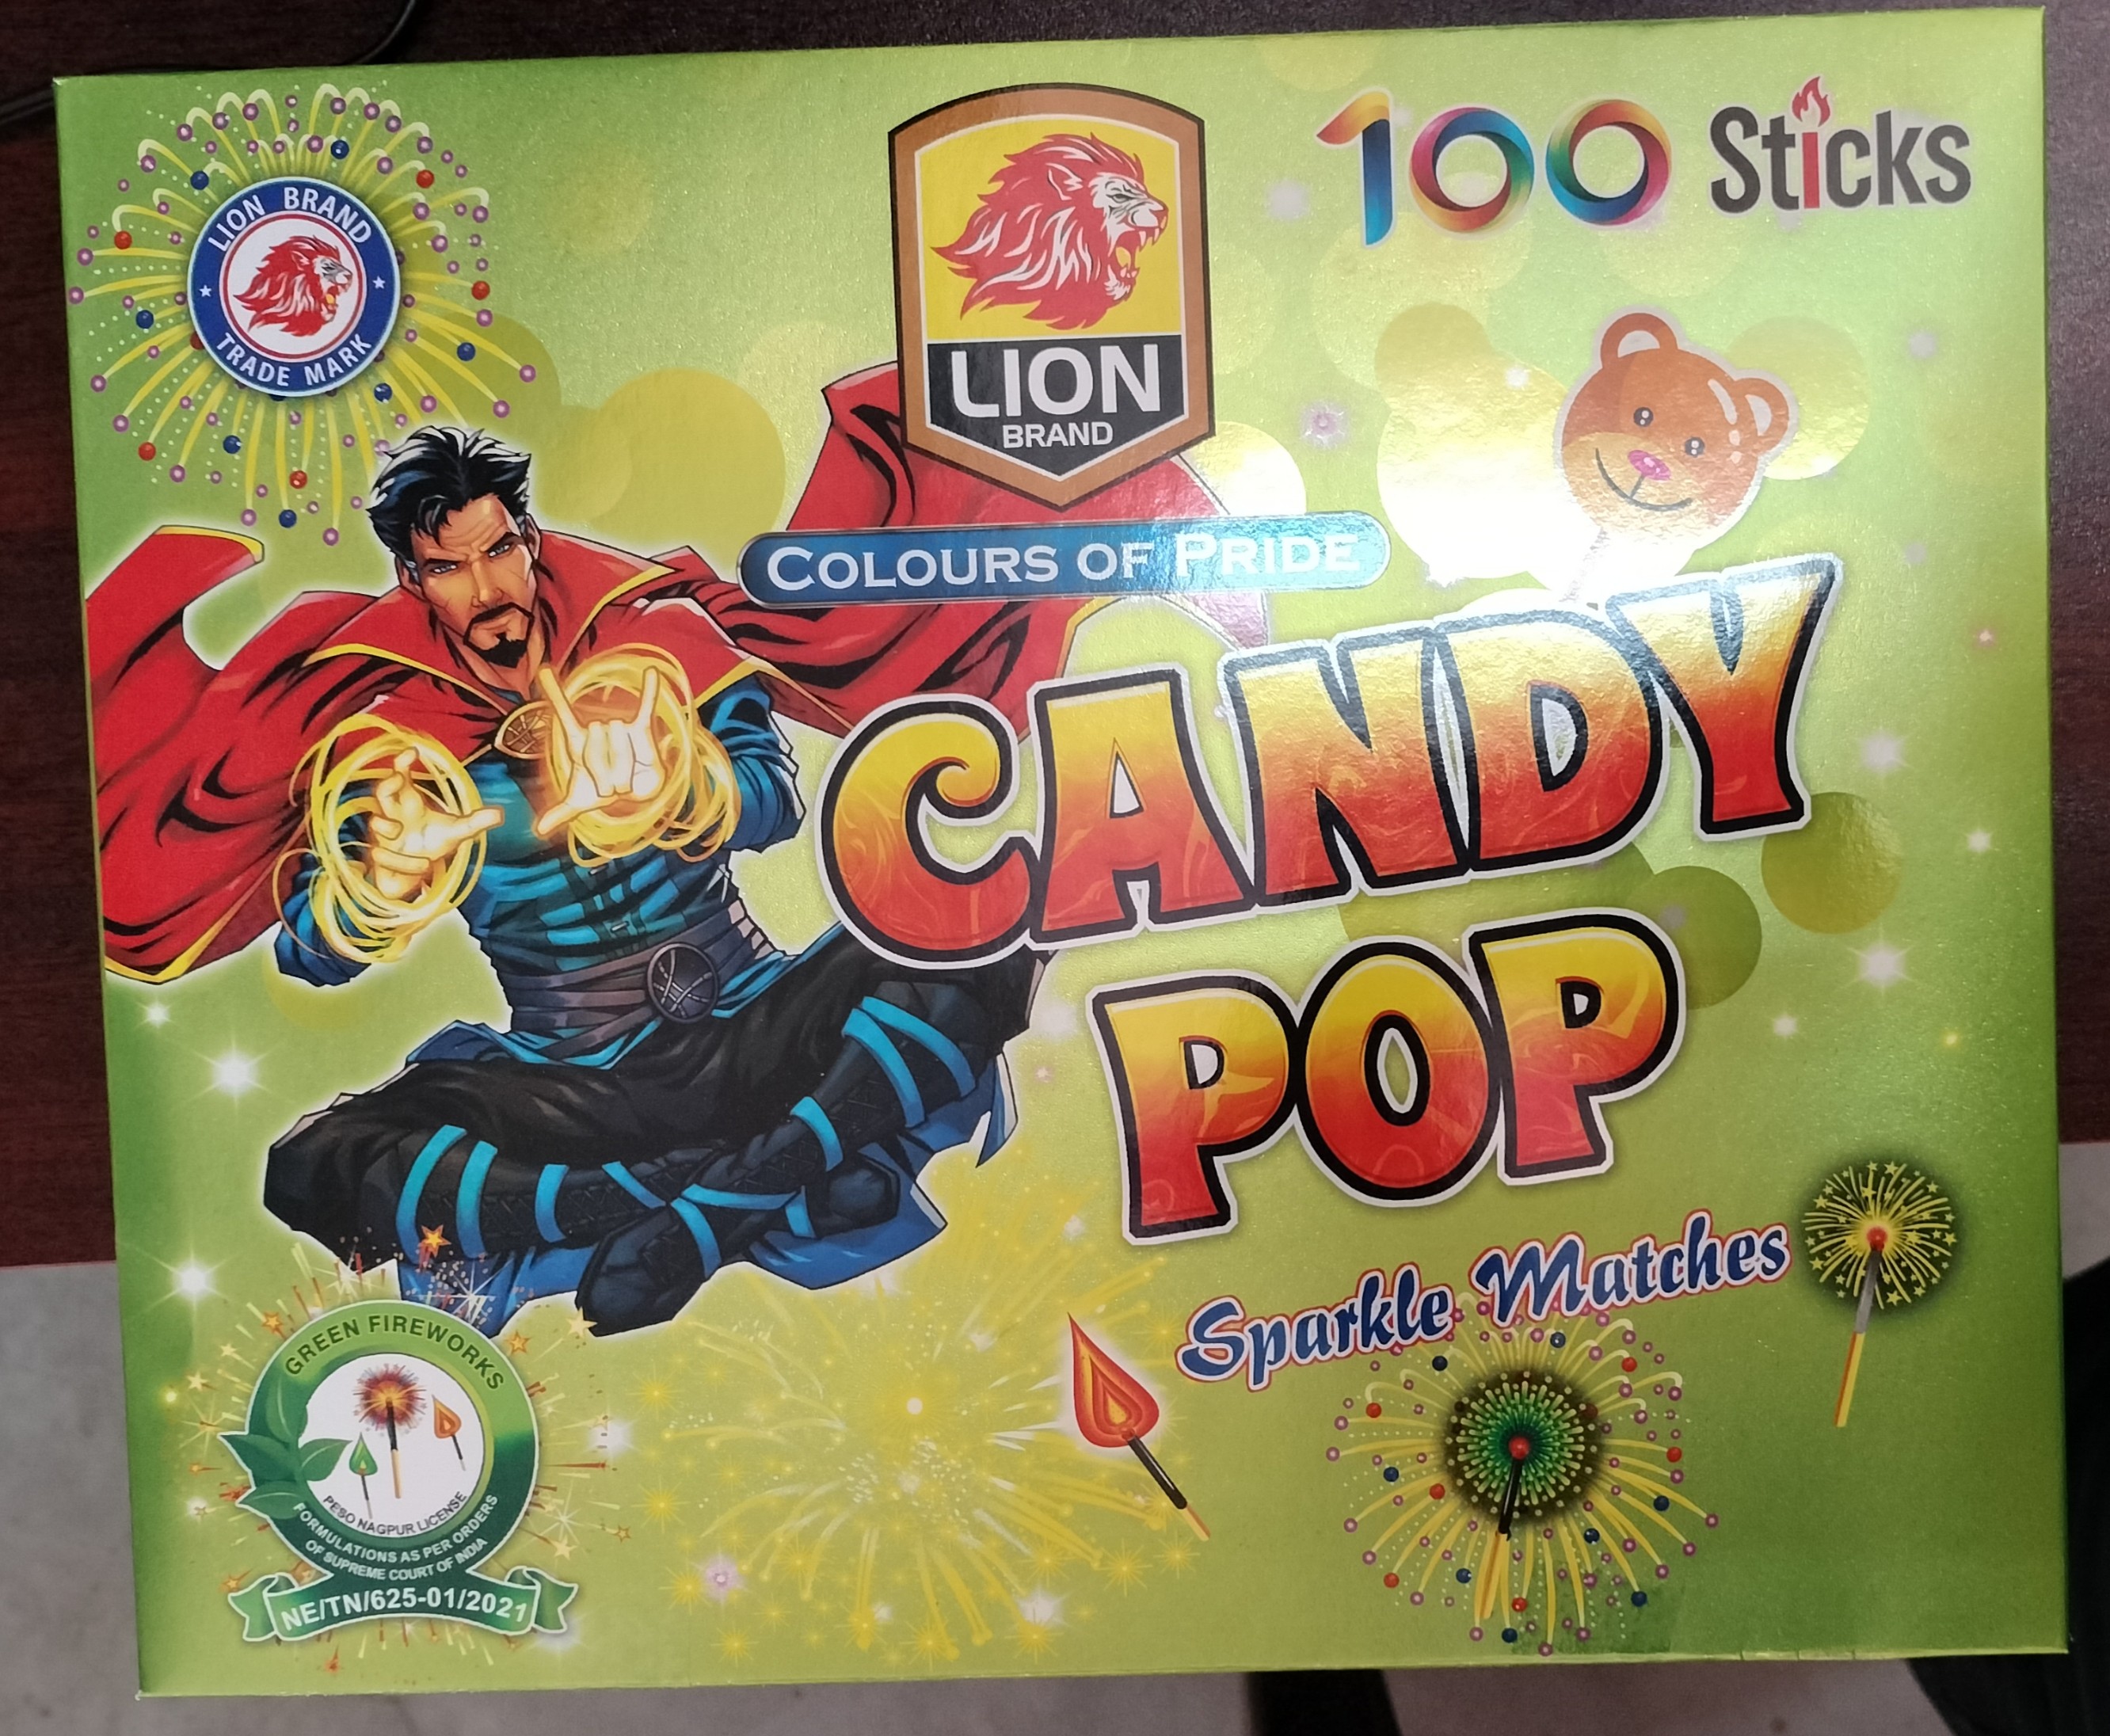 LION BRAND
TRADE MARK
LION
BRAND
100 Sticks
COLOURS OF PRIDE
CANDY
POP
Sparkle Matches
GREEN FIREWORKS
PESO NAGPUR LICENSE
FORMULATIONS AS PER ORDERS
OF SUPREME COURT OF INDIA
NE/TN/625-01/2021